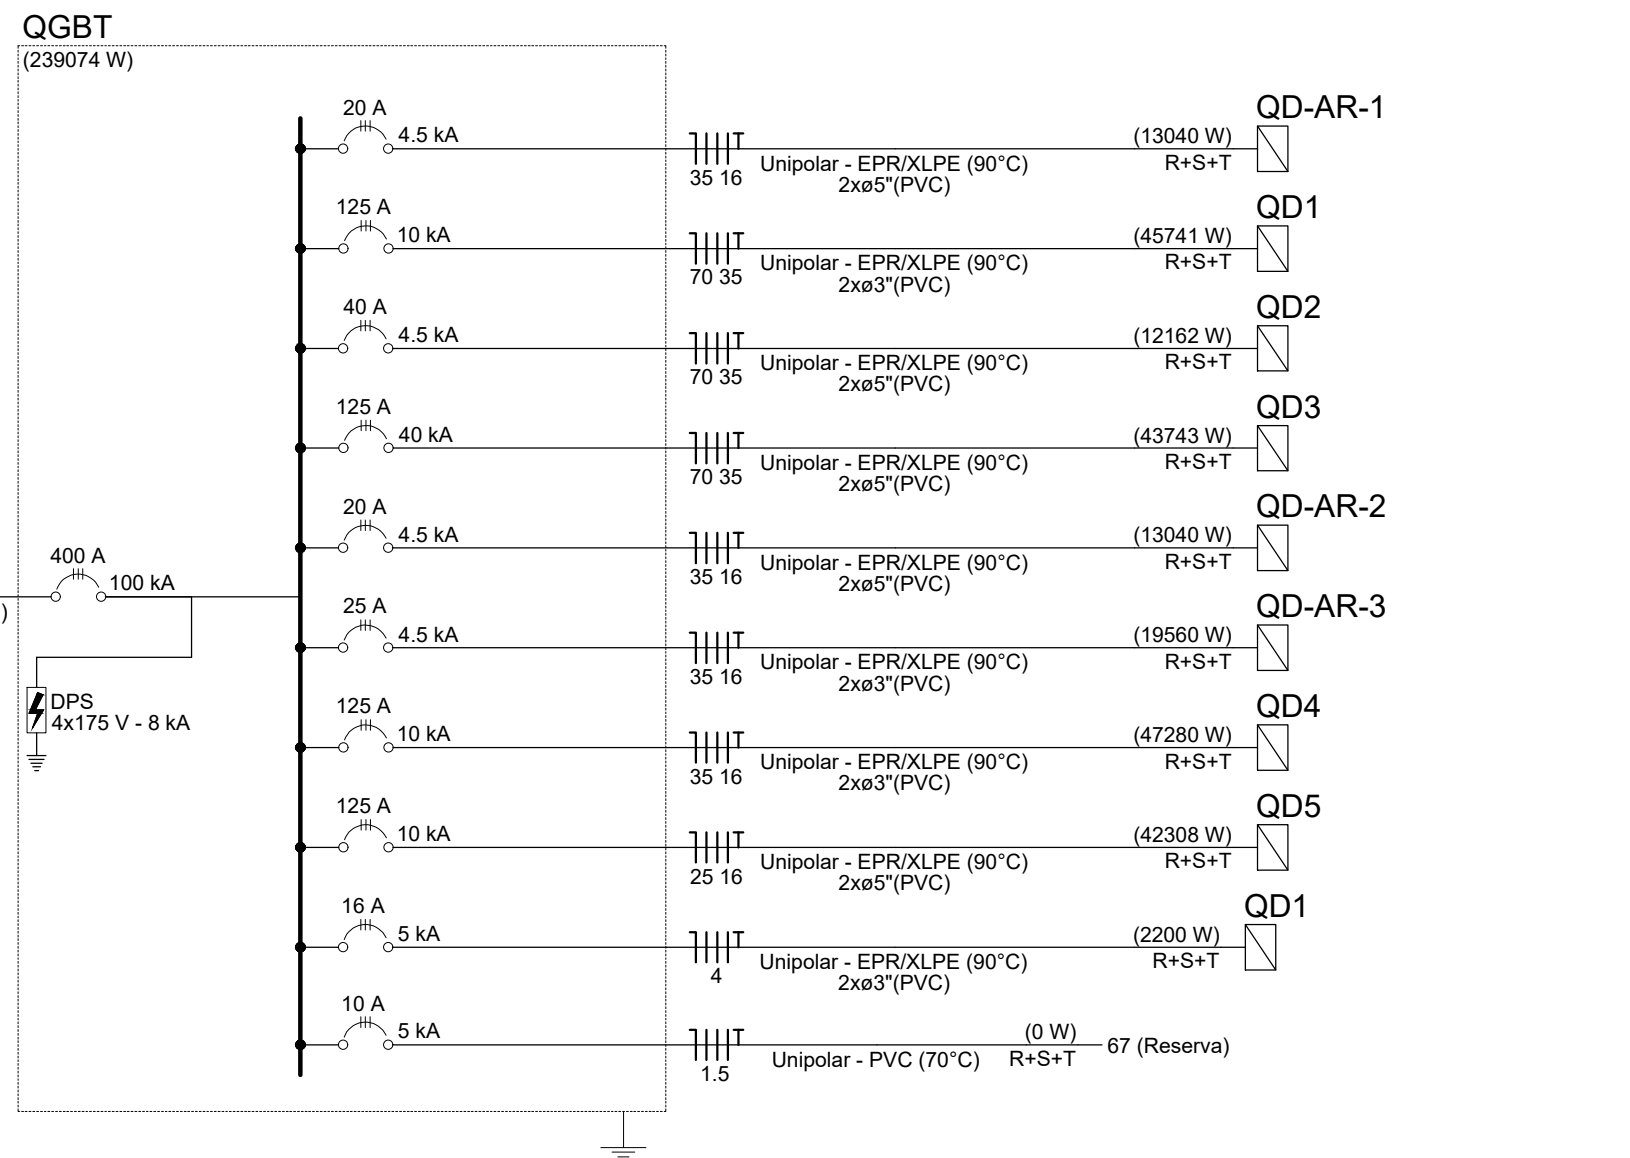 QGBT
(239074 W)
20 A
4.5 kA
35 16
Unipolar - EPR/XLPE (90°C)
2xø5"(PVC)
(13040 W)
R+S+T
QD-AR-1
125 A
10 kA
70 35
Unipolar - EPR/XLPE (90°C)
2xø3"(PVC)
(45741 W)
R+S+T
QD1
40 A
4.5 kA
70 35
Unipolar - EPR/XLPE (90°C)
2xø5"(PVC)
(12162 W)
R+S+T
QD2
125 A
40 kA
70 35
Unipolar - EPR/XLPE (90°C)
2xø5"(PVC)
(43743 W)
R+S+T
QD3
20 A
4.5 kA
35 16
Unipolar - EPR/XLPE (90°C)
2xø5"(PVC)
(13040 W)
R+S+T
QD-AR-2
400 A
100 kA
)
DPS
4x175 V - 8 kA
25 A
4.5 kA
35 16
Unipolar - EPR/XLPE (90°C)
2xø3"(PVC)
(19560 W)
R+S+T
QD-AR-3
125 A
10 kA
35 16
Unipolar - EPR/XLPE (90°C)
2xø3"(PVC)
(47280 W)
R+S+T
QD4
125 A
10 kA
25 16
Unipolar - EPR/XLPE (90°C)
2xø5"(PVC)
(42308 W)
R+S+T
QD5
16 A
5 kA
4
Unipolar - EPR/XLPE (90°C)
2xø3"(PVC)
(2200 W)
R+S+T
QD1
10 A
5 kA
1.5
Unipolar - PVC (70°C)
(0 W)
R+S+T
67 (Reserva)